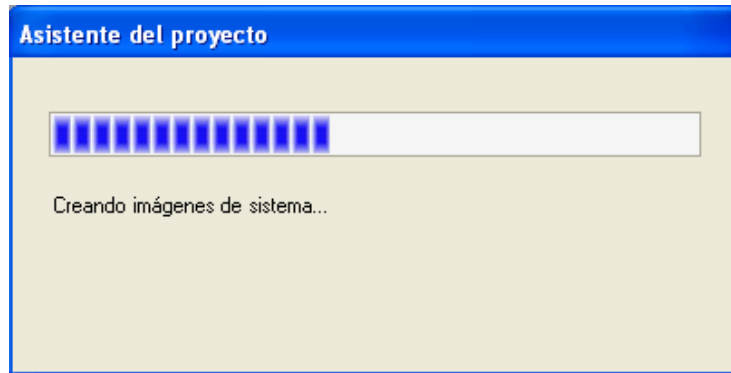 Asistente del proyecto
Creando imágenes de sistema...